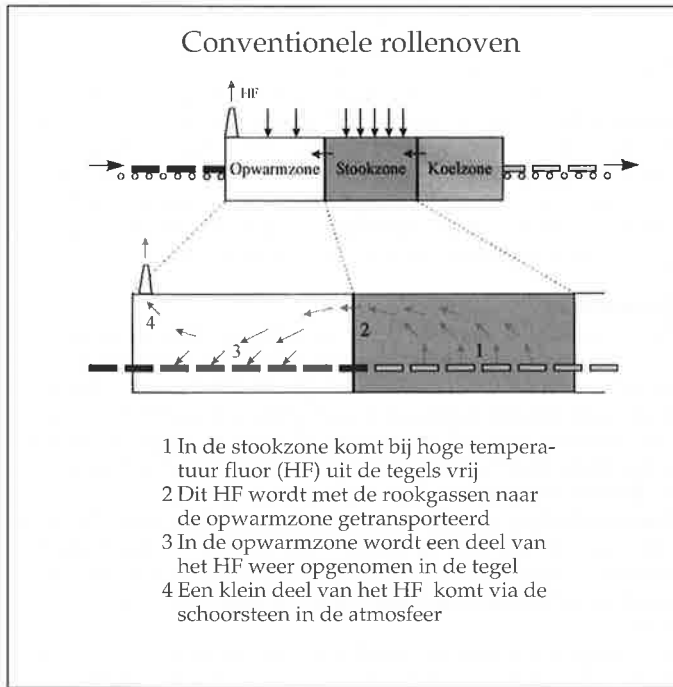 Conventionele rollenoven
HF
Opwarmzone Stookzone Koelzone
4
3
2
1
1 In de stookzone komt bij hoge tempera-
tuur fluor (HF) uit de tegels vrij
2 Dit HF wordt met de rookgassen naar
de opwarmzone getransporteerd
3 In de opwarmzone wordt een deel van
het HF weer opgenomen in de tegel
4 Een klein deel van het HF komt via de
schoorsteen in de atmosfeer